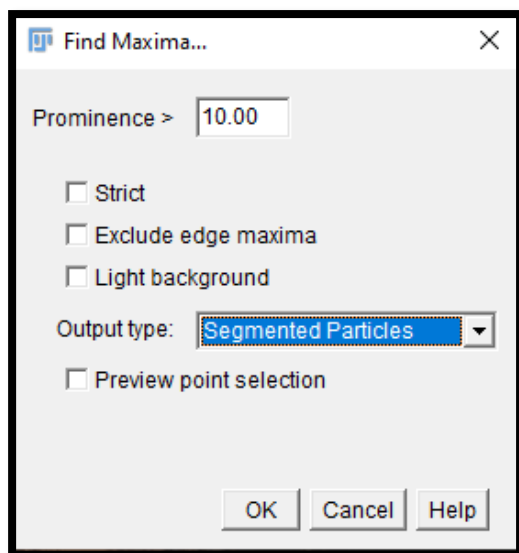 Find Maxima...
Prominence > 10.00
Strict
Exclude edge maxima
Light background
Output type: Segmented Particles
Preview point selection
OK Cancel Help